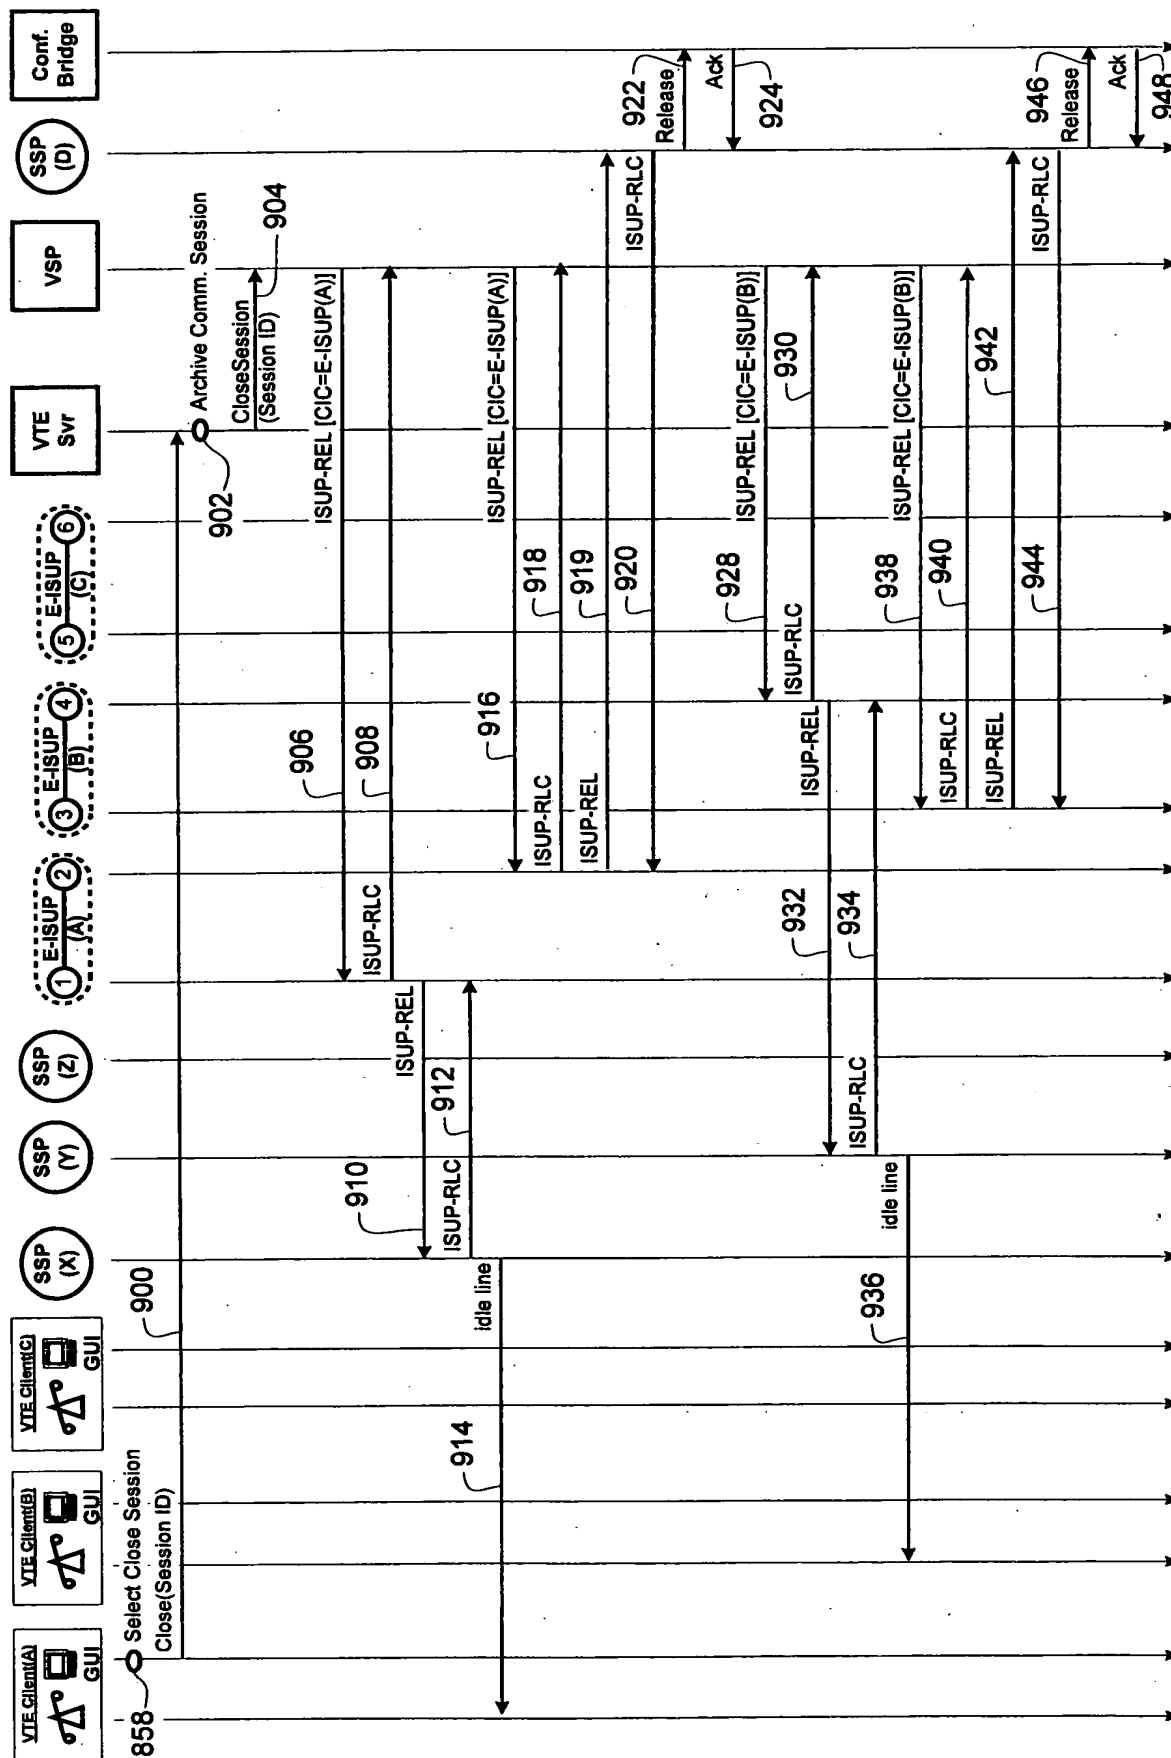 VTE Client(A)
GUI
VTE Client(B)
GUI
VTE Client(C)
GUI
SSP
(X)
SSP
(Y)
SSP
(Z)
1
E-ISUP
(A)
2
3
E-ISUP
(B)
4
5
E-ISUP
(C)
6
VTE
Svr
VSP
SSP
(D)
Conf.
Bridge
858
Select Close Session
Close(Session ID)
900
902
Archive Comm. Session
CloseSession
(Session ID)
904
ISUP-REL [CIC=E-ISUP(A)]
906
ISUP-RLC
908
ISUP-REL
910
ISUP-RLC
912
idle line
914
ISUP-REL [CIC=E-ISUP(A)]
916
ISUP-RLC
918
ISUP-REL
919
ISUP-RLC
920
Release
922
Ack
924
ISUP-REL [CIC=E-ISUP(B)]
928
ISUP-RLC
930
ISUP-REL
932
ISUP-RLC
934
idle line
936
ISUP-REL [CIC=E-ISUP(B)]
938
ISUP-RLC
940
ISUP-REL
942
ISUP-RLC
944
Release
946
Ack
948